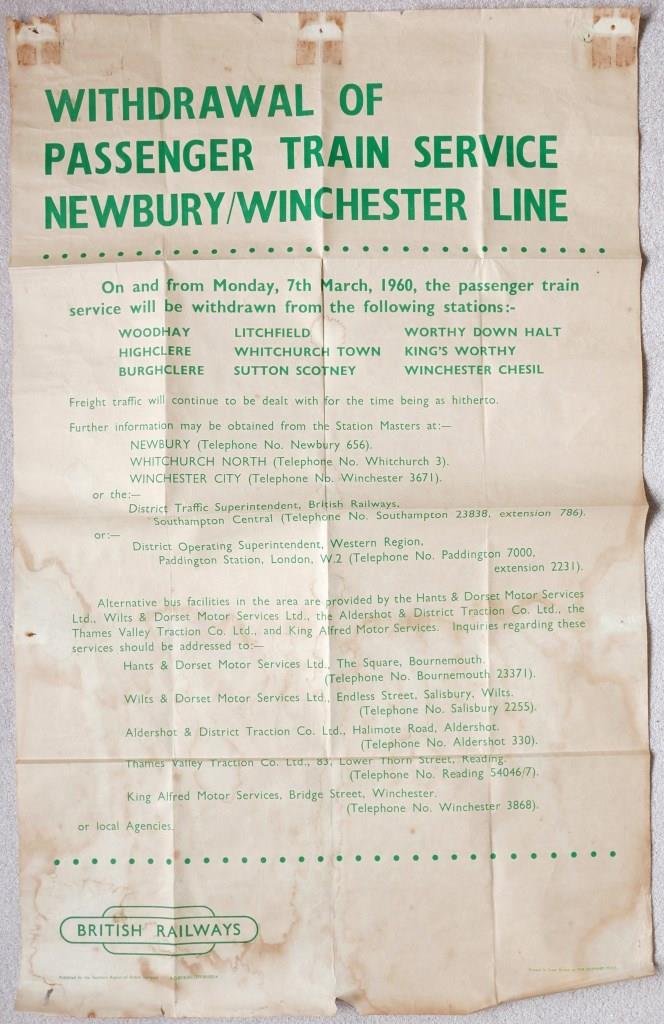 WITHDRAWAL OF
PASSENGER TRAIN SERVICE
NEWBURY/WINCHESTER LINE
On and from Monday, 7th March, 1960, the passenger train
service will be withdrawn from the following stations:-
WOODHAY LITCHFIELD WORTHY DOWN HALT
HIGHCLERE WHITCHURCH TOWN KING'S WORTHY
BURGHCLERE SUTTON SCOTNEY WINCHESTER CHESIL
Freight traffic will continue to be dealt with for the time being as hitherto.
Further information may be obtained from the Station Masters at:—
NEWBURY (Telephone No. Newbury 656).
WHITCHURCH NORTH (Telephone No. Whitchurch 3).
WINCHESTER CITY (Telephone No. Winchester 3671).
or the:—
District Traffic Superintendent, British Railways,
Southampton Central (Telephone No. Southampton 23838, extension 786).
or:—
District Operating Superintendent, Western Region,
Paddington Station, London, W.2 (Telephone No. Paddington 7000,
extension 2231).
Alternative bus facilities in the area are provided by the Hants & Dorset Motor Services
Ltd., Wilts & Dorset Motor Services Ltd., the Aldershot & District Traction Co. Ltd., the
Thames Valley Traction Co. Ltd., and King Alfred Motor Services. Inquiries regarding these
services should be addressed to:—
Hants & Dorset Motor Services Ltd., The Square, Bournemouth.
(Telephone No. Bournemouth 23371).
Wilts & Dorset Motor Services Ltd., Endless Street, Salisbury, Wilts.
(Telephone No. Salisbury 2255).
Aldershot & District Traction Co. Ltd., Halimote Road, Aldershot.
(Telephone No. Aldershot 330).
Thames Valley Traction Co. Ltd., 83, Lower Thorn Street, Reading.
(Telephone No. Reading 54046/7).
King Alfred Motor Services, Bridge Street, Winchester.
(Telephone No. Winchester 3868).
or local Agencies.
BRITISH RAILWAYS
Published by the Southern Region of British Railways